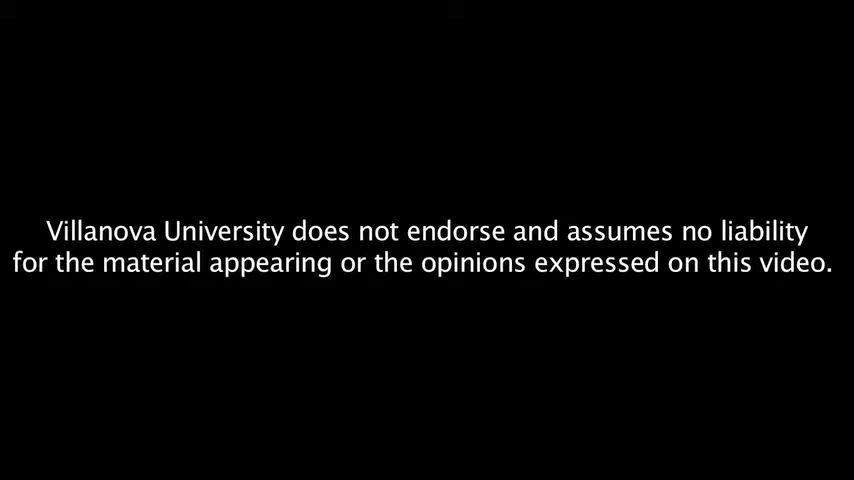 Villanova University does not endorse and assumes no liability
for the material appearing or the opinions expressed on this video.